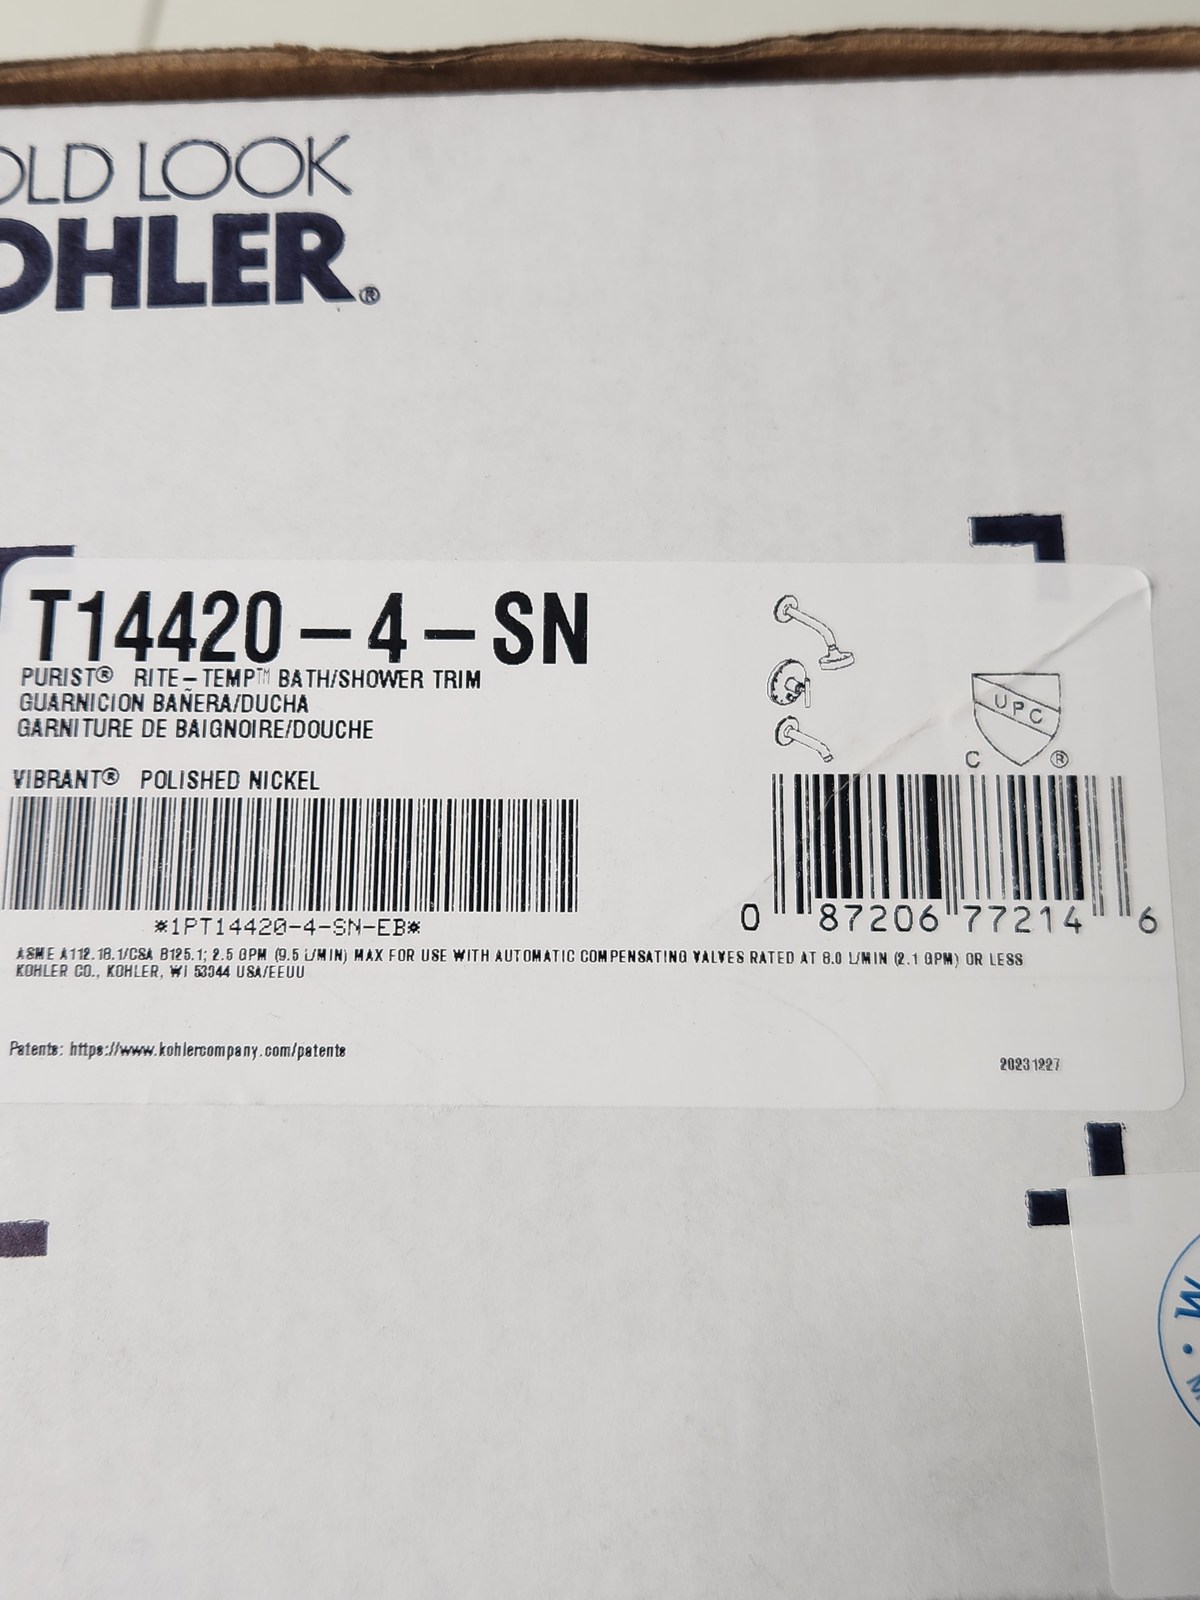 OLD LOOK
OHLER®
T14420-4-SN
PURIST® RITE-TEMP™ BATH/SHOWER TRIM
GUARNICION BAÑERA/DUCHA
GARNITURE DE BAIGNOIRE/DOUCHE
VIBRANT® POLISHED NICKEL
*1PT14420-4-SN-EB*
UPC
C ®
0 87206 77214 6
ASME A112.18.1/CSA B125.1; 2.5 GPM (9.5 L/MIN) MAX FOR USE WITH AUTOMATIC COMPENSATING VALVES RATED AT 8.0 L/MIN (2.1 GPM) OR LESS
KOHLER CO., KOHLER, WI 53044 USA/EEUU
Patents: https://www.kohlercompany.com/patents
20231227
W